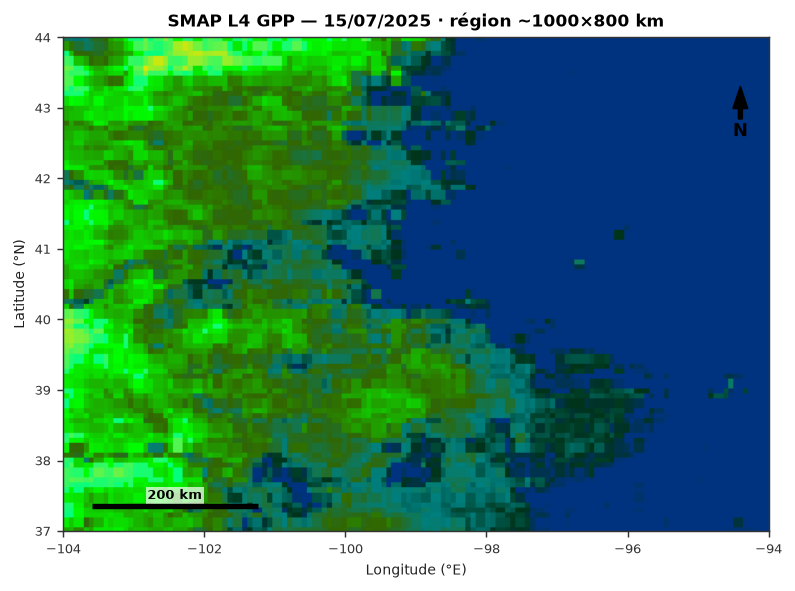 SMAP L4 GPP — 15/07/2025 · région ~1000×800 km
44
43
42
41
40
39
38
37
Latitude (°N)
N
200 km
−104
−102
−100
−98
−96
−94
Longitude (°E)